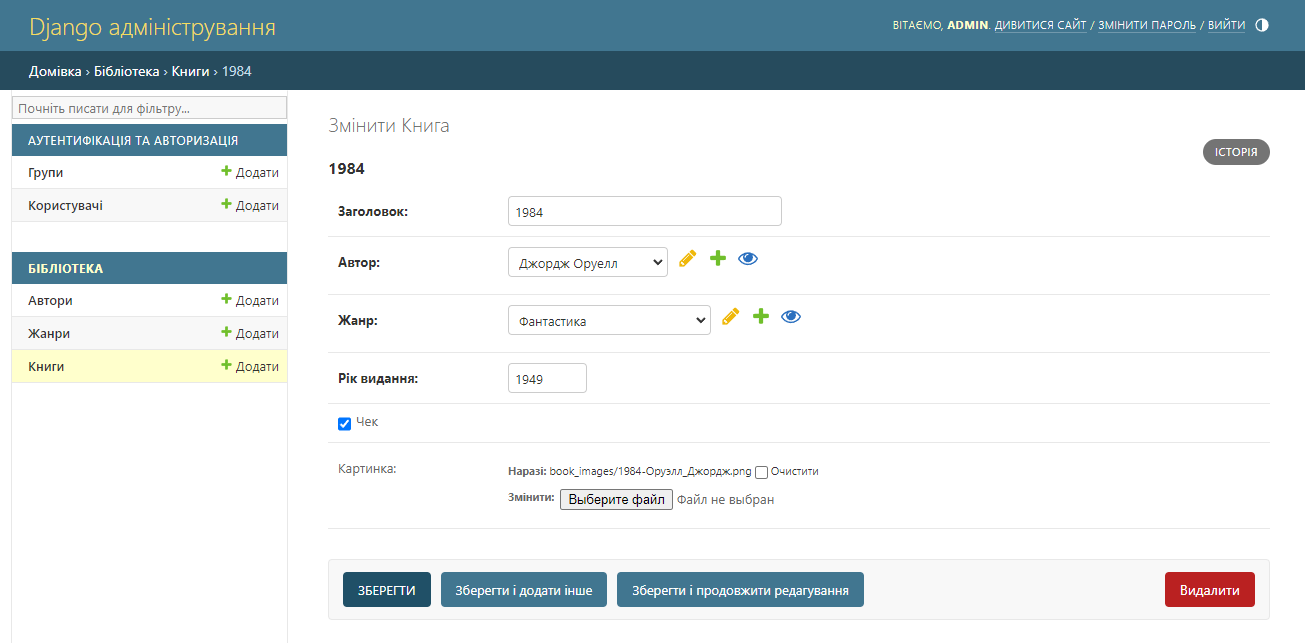 Django адміністрування
ВІТАЄМО, ADMIN. ДИВИТИСЯ САЙТ / ЗМІНИТИ ПАРОЛЬ / ВИЙТИ
Домівка › Бібліотека › Книги › 1984
Почніть писати для фільтру...
АУТЕНТИФІКАЦІЯ ТА АВТОРИЗАЦІЯ
Групи Додати
Користувачі Додати
БІБЛІОТЕКА
Автори Додати
Жанри Додати
Книги Додати
Змінити Книга
ІСТОРІЯ
1984
Заголовок: 1984
Автор: Джордж Оруелл
Жанр: Фантастика
Рік видання: 1949
Чек
Картинка: Наразі: book_images/1984-Оруэлл_Джордж.png Очистити
Змінити: Выберите файл Файл не выбран
ЗБЕРЕГТИ Зберегти і додати інше Зберегти і продовжити редагування Видалити